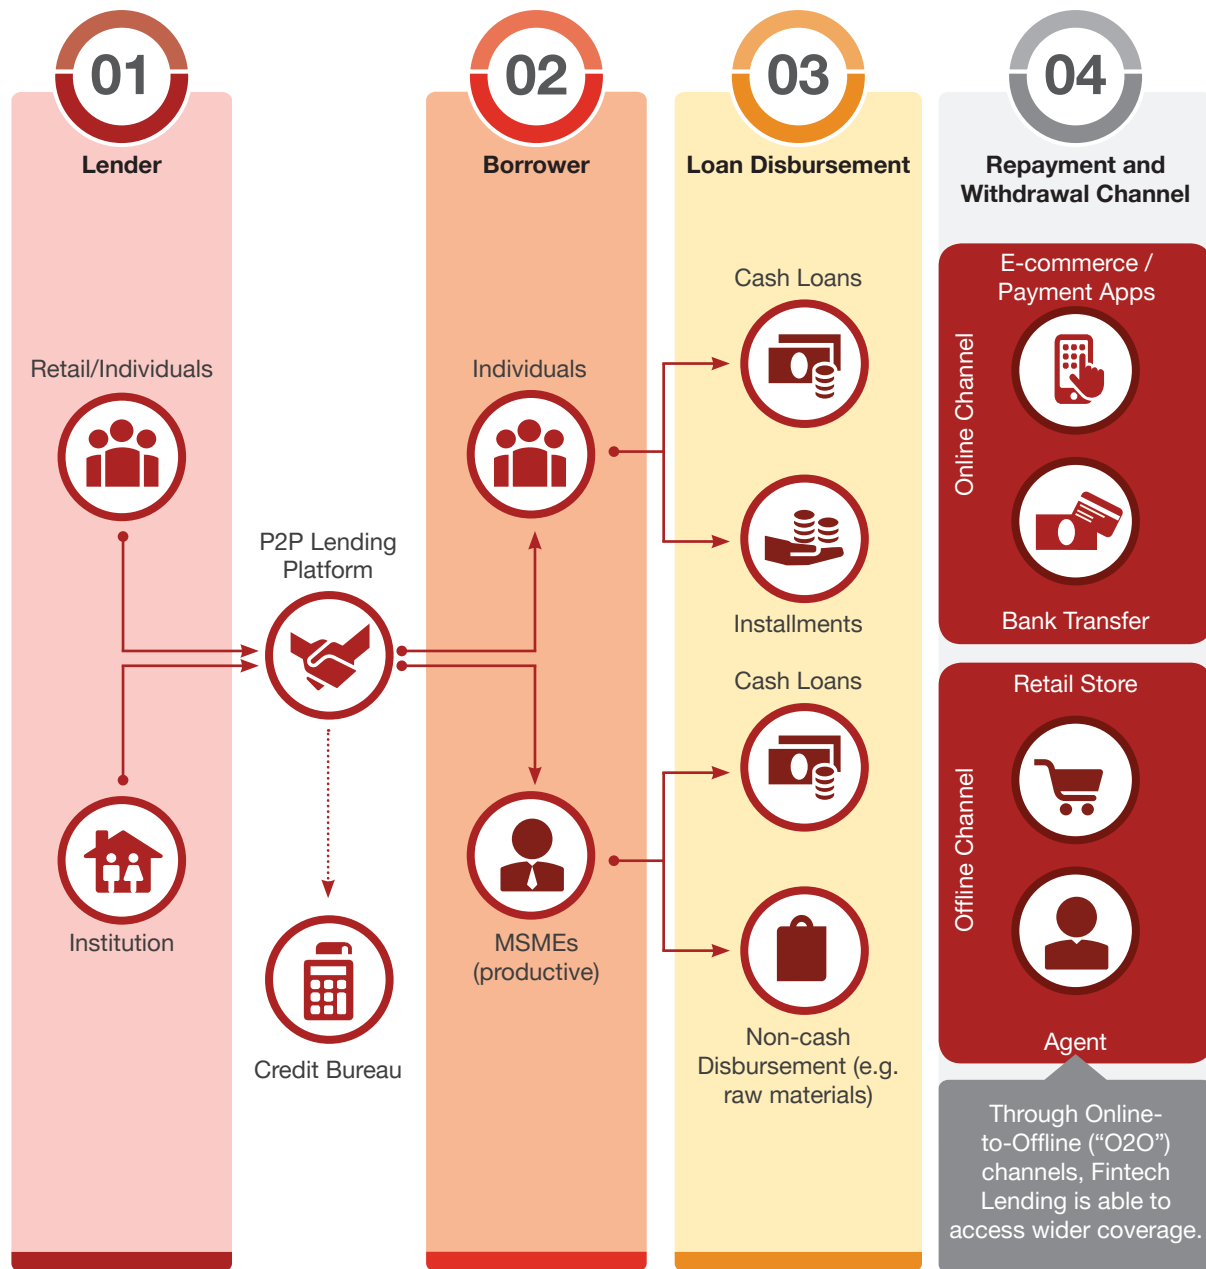 01
Lender
Retail/Individuals
Institution
P2P Lending
Platform
Credit Bureau
02
Borrower
Individuals
MSMEs
(productive)
03
Loan Disbursement
Cash Loans
Installments
Cash Loans
Non-cash
Disbursement (e.g.
raw materials)
04
Repayment and
Withdrawal Channel
Online Channel
E-commerce /
Payment Apps
Bank Transfer
Offline Channel
Retail Store
Agent
Through Online-
to-Offline (“O2O”)
channels, Fintech
Lending is able to
access wider coverage.